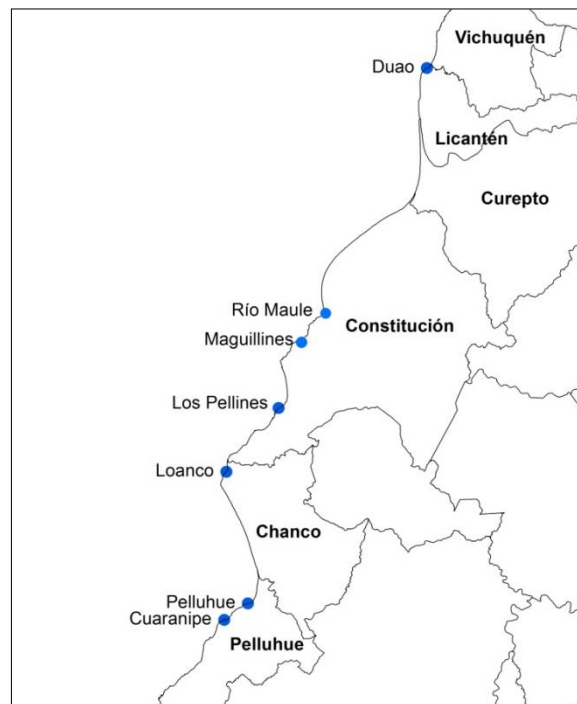 Vichuquén
Duao
Licantén
Curepto
Río Maule
Constitución
Maguillines
Los Pellines
Loanco
Chanco
Pelluhue
Cuaranipe
Pelluhue